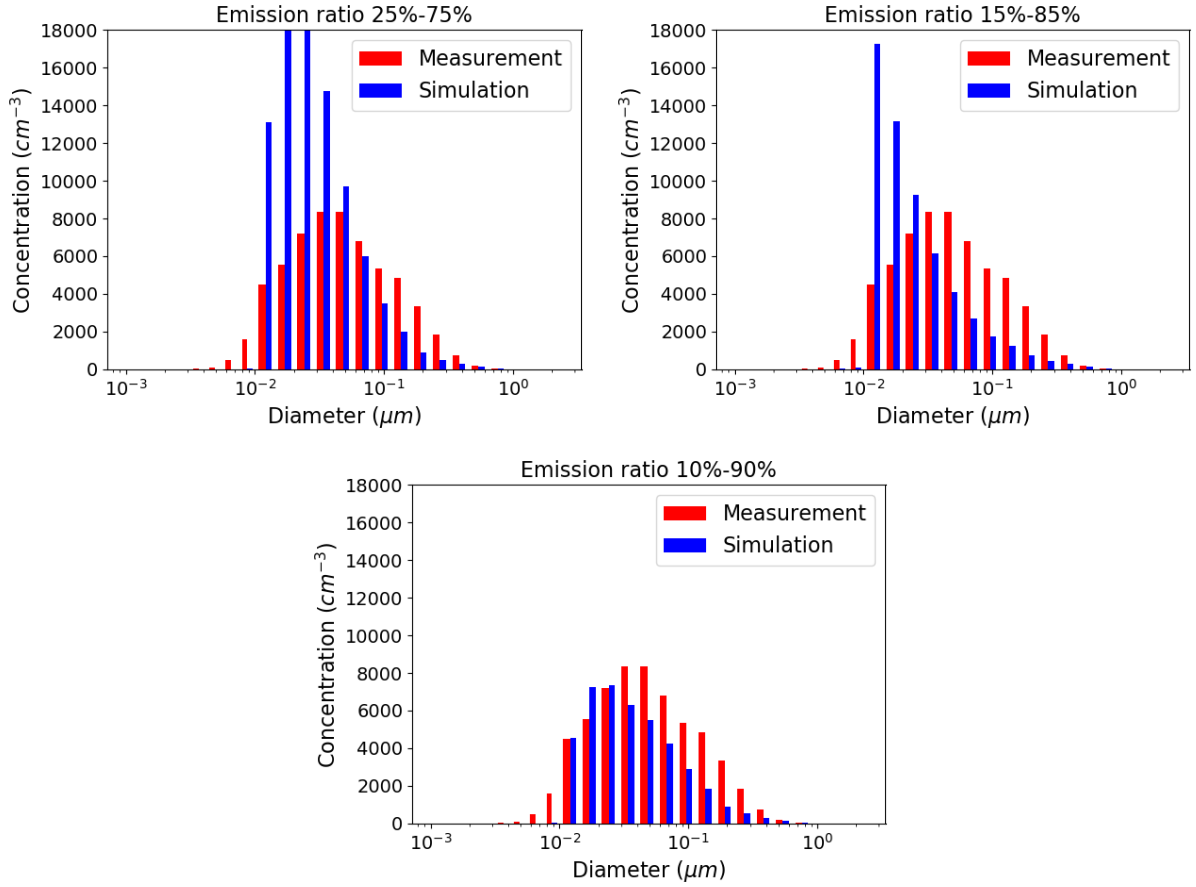 Emission ratio 25%-75%
Concentration (cm⁻³)
18000
16000
14000
12000
10000
8000
6000
4000
2000
0
Measurement
Simulation
10⁻³ 10⁻² 10⁻¹ 10⁰
Diameter (μm)
Emission ratio 15%-85%
Concentration (cm⁻³)
18000
16000
14000
12000
10000
8000
6000
4000
2000
0
Measurement
Simulation
10⁻³ 10⁻² 10⁻¹ 10⁰
Diameter (μm)
Emission ratio 10%-90%
Concentration (cm⁻³)
18000
16000
14000
12000
10000
8000
6000
4000
2000
0
Measurement
Simulation
10⁻³ 10⁻² 10⁻¹ 10⁰
Diameter (μm)